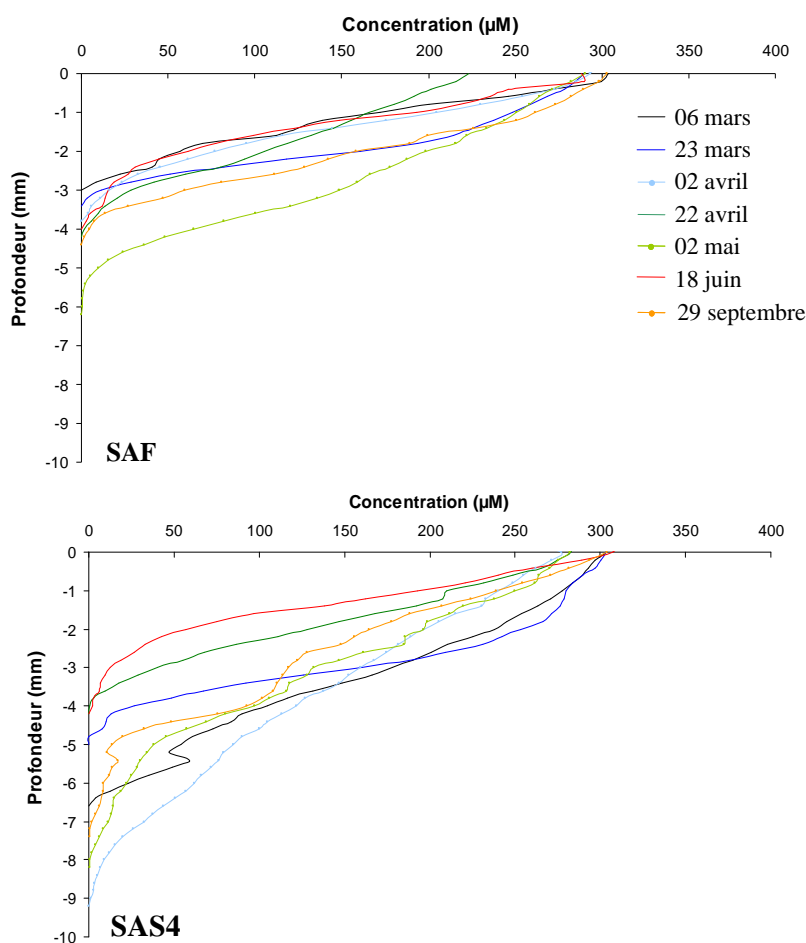 Concentration (µM)
0 50 100 150 200 250 300 350 400
0
-1
-2
-3
-4
-5
-6
-7
-8
-9
-10
Profondeur (mm)
06 mars
23 mars
02 avril
22 avril
02 mai
18 juin
29 septembre
SAF
Concentration (µM)
0 50 100 150 200 250 300 350 400
0
-1
-2
-3
-4
-5
-6
-7
-8
-9
-10
Profondeur (mm)
SAS4